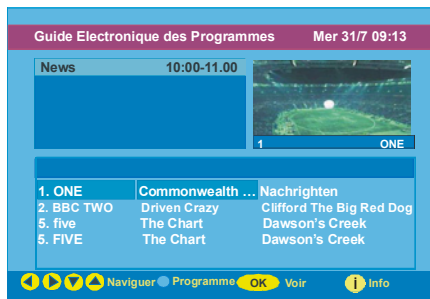 Guide Electronique des Programmes Mer 31/7 09:13
News 10:00-11.00
1 ONE
1. ONE Commonwealth ... Nachrighten
2. BBC TWO Driven Crazy Clifford The Big Red Dog
5. five The Chart Dawson's Creek
5. FIVE The Chart Dawson's Creek
Naviguer Programme OK Voir i Info